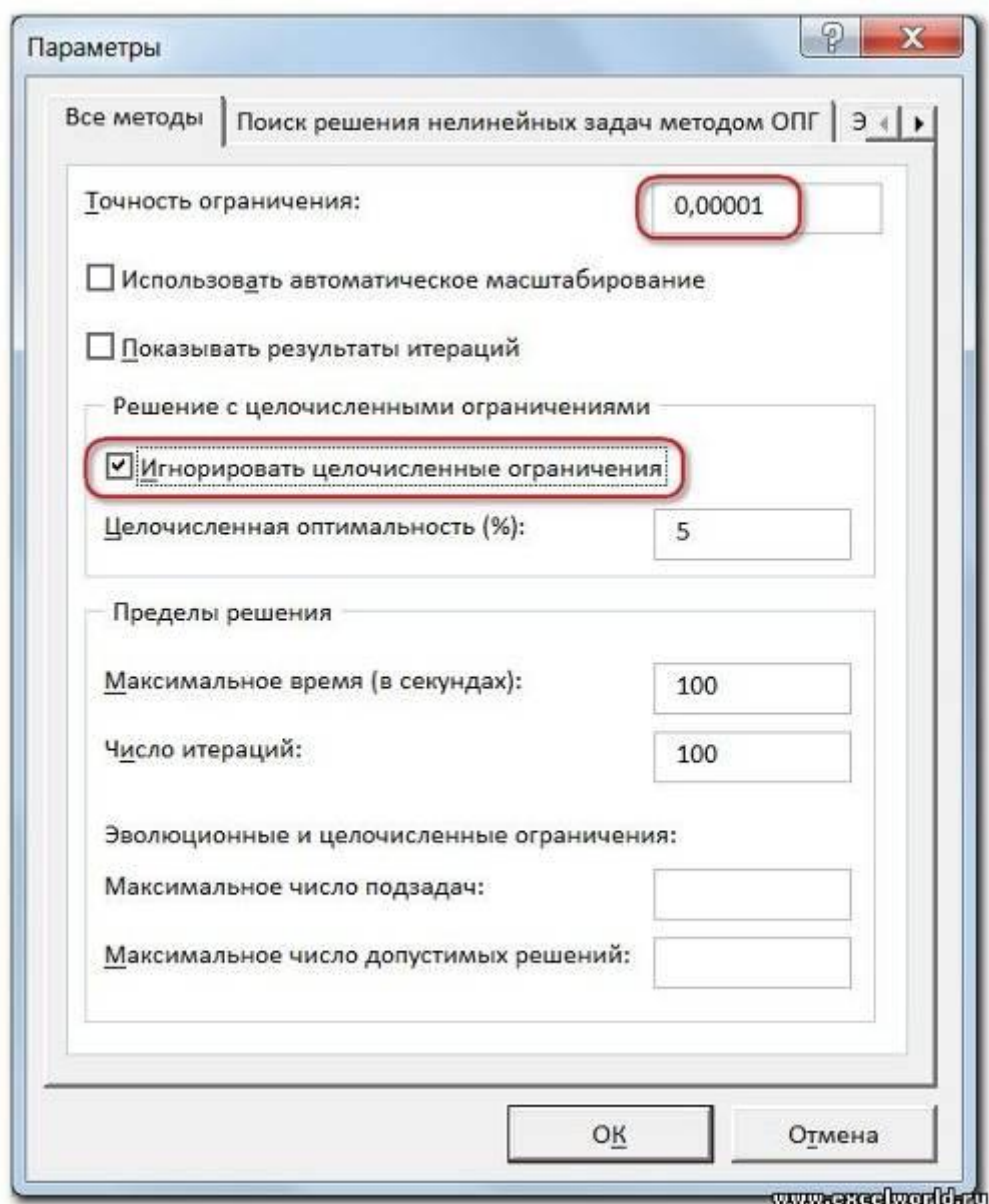 Параметры
Все методы
Поиск решения нелинейных задач методом ОПГ
Э
Точность ограничения:
0,00001
Использовать автоматическое масштабирование
Показывать результаты итераций
Решение с целочисленными ограничениями
Игнорировать целочисленные ограничения
Целочисленная оптимальность (%):
5
Пределы решения
Максимальное время (в секундах):
100
Число итераций:
100
Эволюционные и целочисленные ограничения:
Максимальное число подзадач:
Максимальное число допустимых решений:
ОК
Отмена
www.excelworld.ru